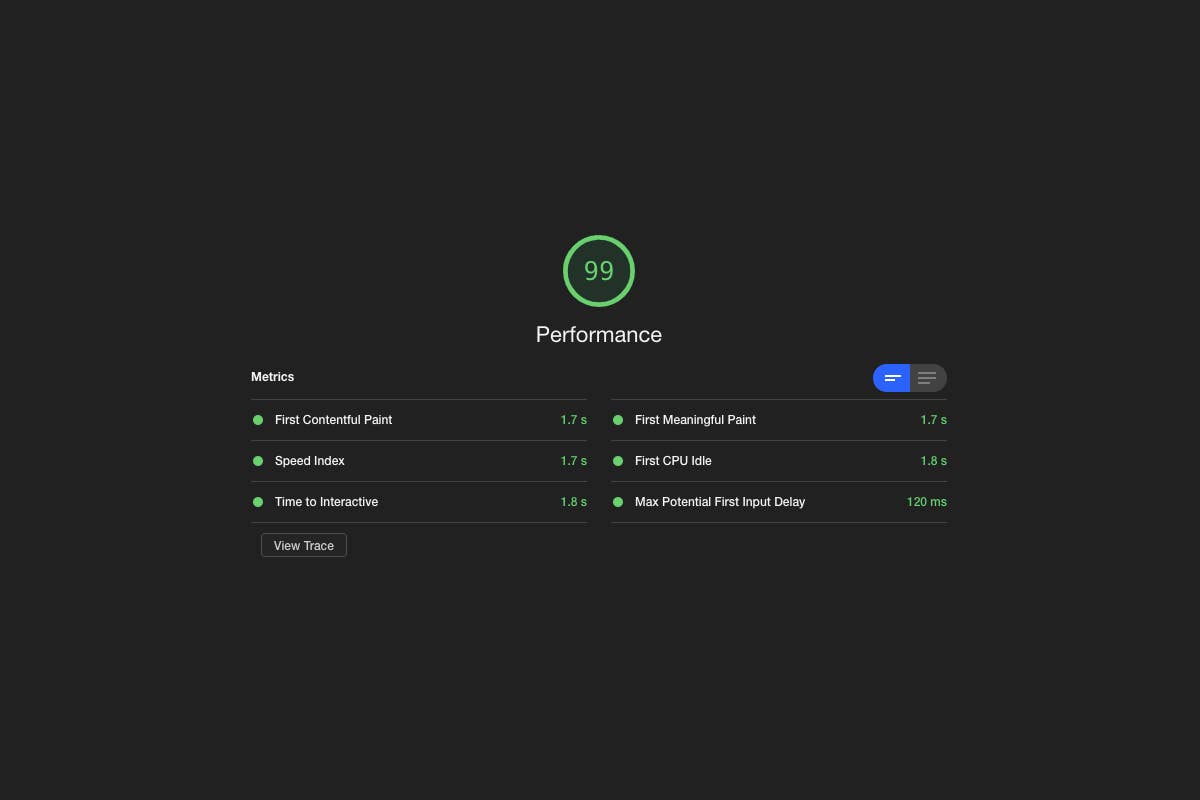 99
Performance
Metrics
First Contentful Paint 1.7 s
First Meaningful Paint 1.7 s
Speed Index 1.7 s
First CPU Idle 1.8 s
Time to Interactive 1.8 s
Max Potential First Input Delay 120 ms
View Trace